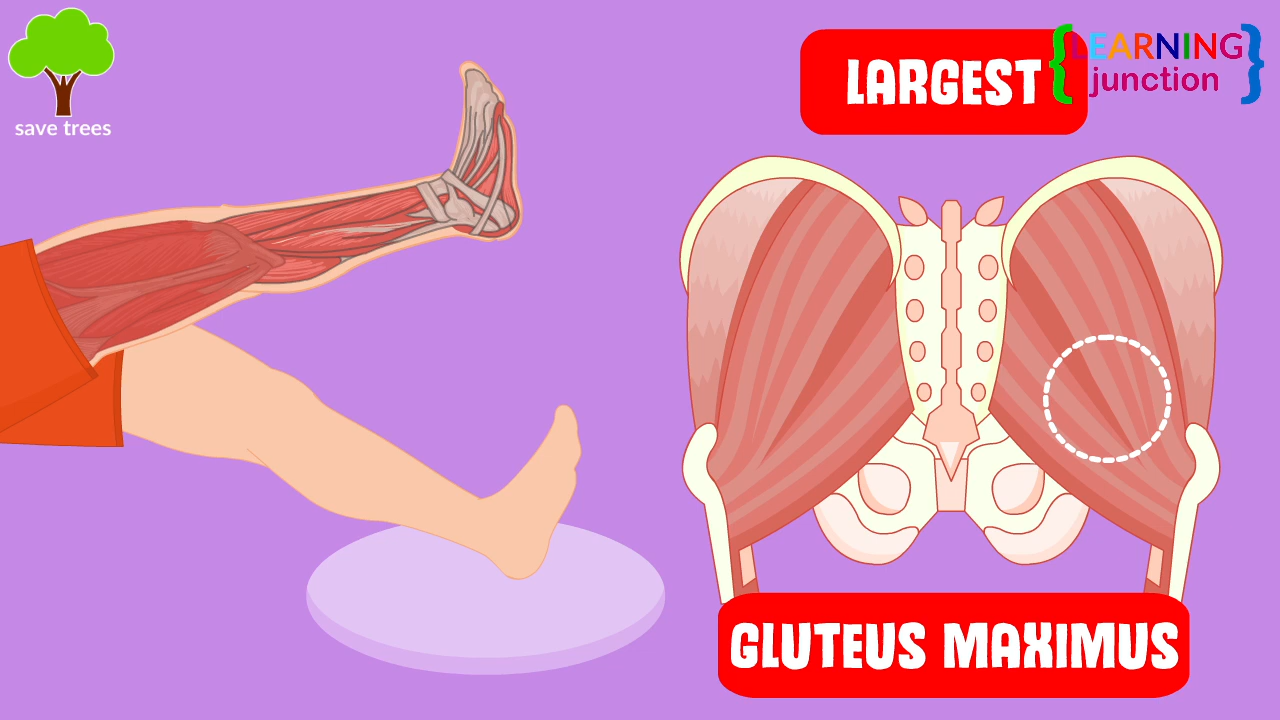 save trees
LARGEST
{LEARNING
junction}
GLUTEUS MAXIMUS